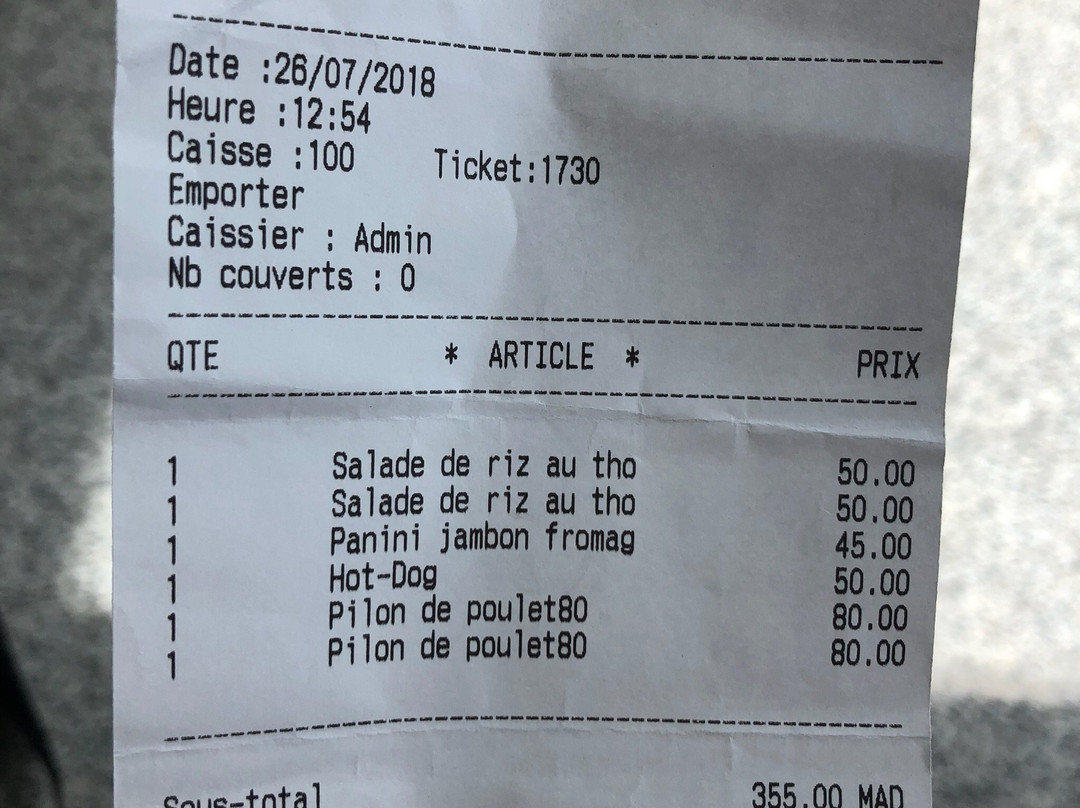 Date :26/07/2018
Heure :12:54
Caisse :100 Ticket:1730
Emporter
Caissier : Admin
Nb couverts : 0
QTE * ARTICLE * PRIX
1 Salade de riz au tho 50.00
1 Salade de riz au tho 50.00
1 Panini jambon fromag 45.00
1 Hot-Dog 50.00
1 Pilon de poulet80 80.00
1 Pilon de poulet80 80.00
Sous-total 355.00 MAD